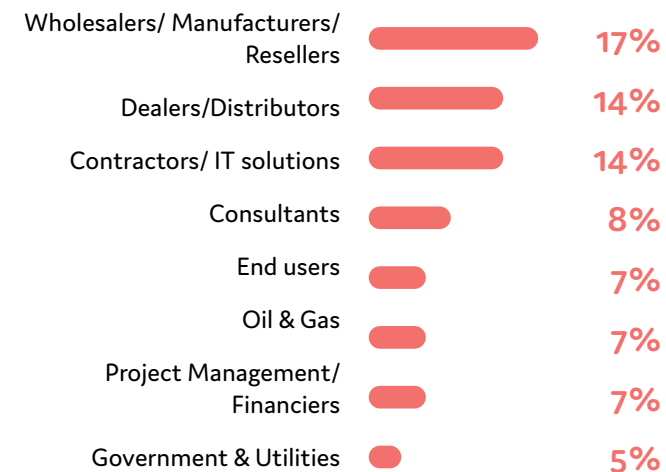 Wholesalers/ Manufacturers/
Resellers
17%
Dealers/Distributors
14%
Contractors/ IT solutions
14%
Consultants
8%
End users
7%
Oil & Gas
7%
Project Management/
Financiers
7%
Government & Utilities
5%